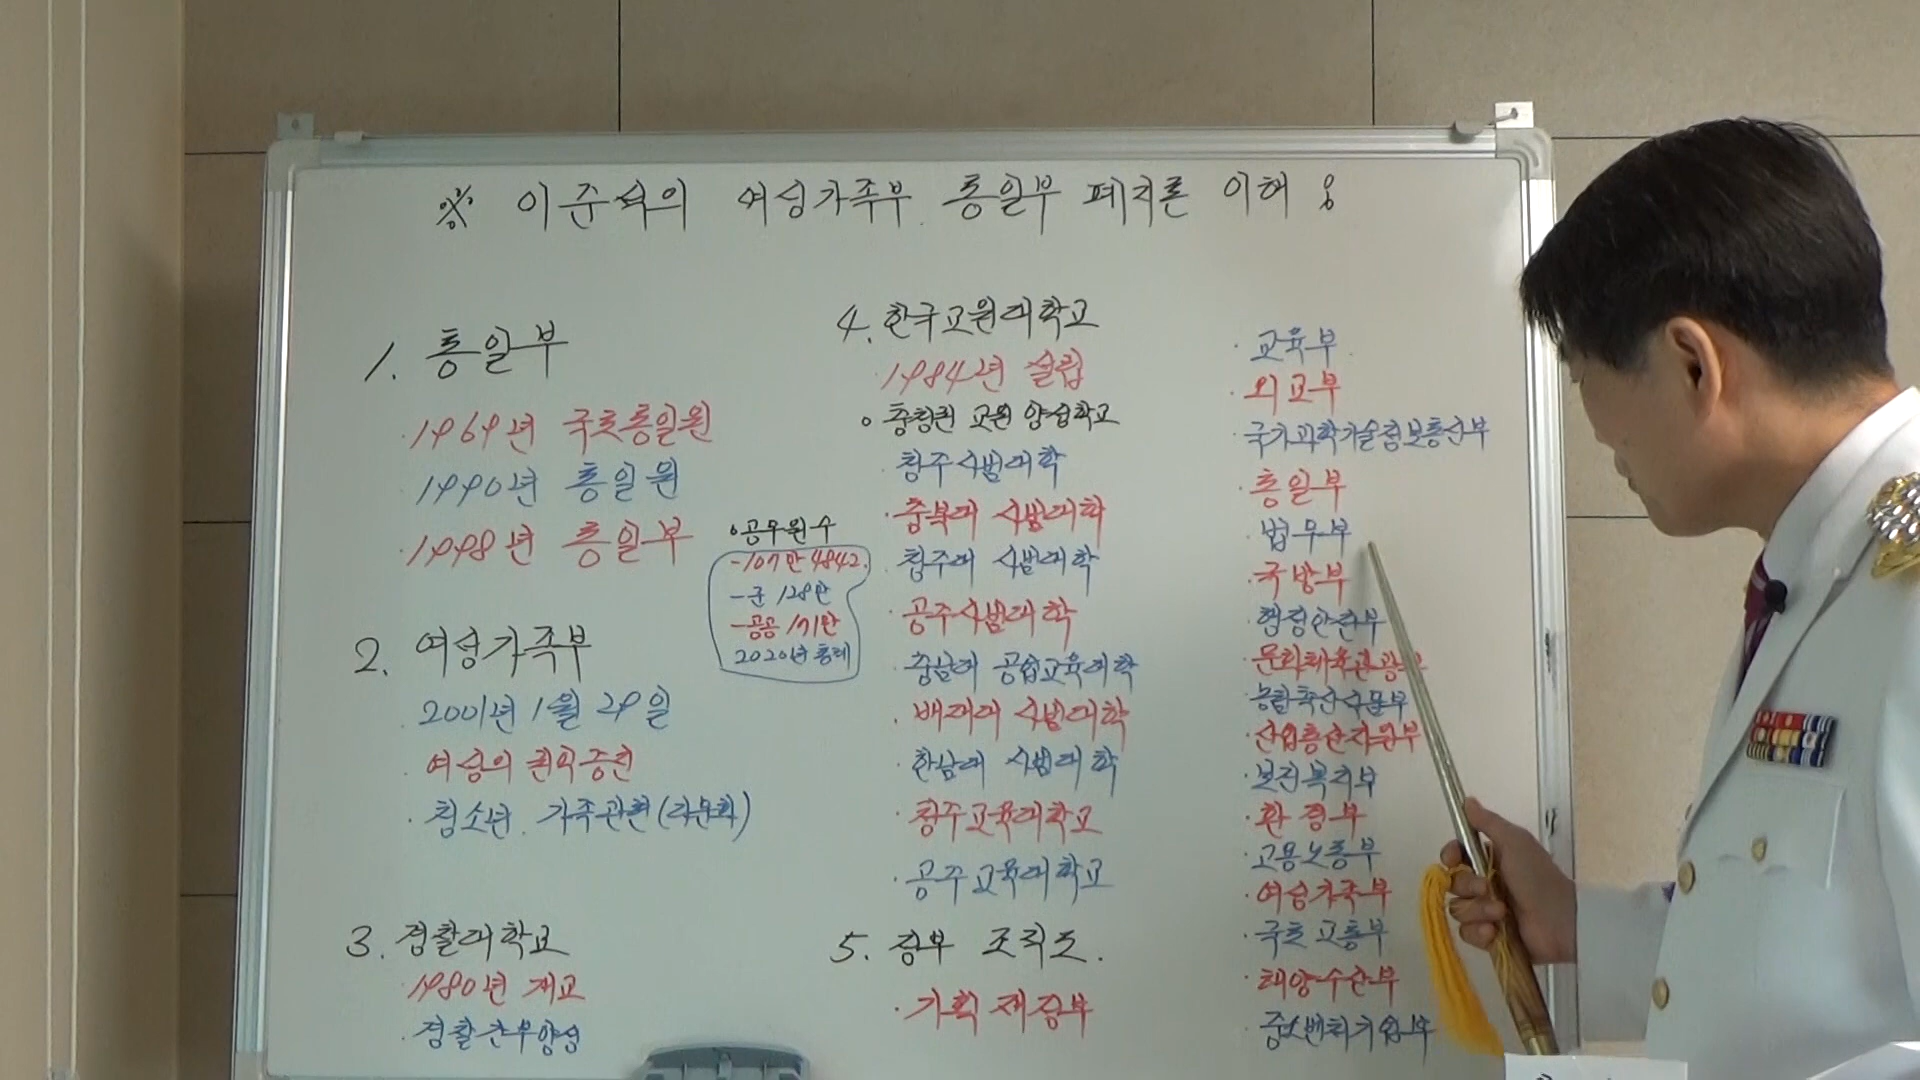 ※ 이준석의 여성가족부. 통일부 폐지론 이해 :
1. 통일부
· 1969년 국토통일원
· 1990년 통일원
· 1998년 통일부
2. 여성가족부
· 2001년 1월 29일
· 여성의 권익증진
· 청소년. 가족관련(다문화)
○공무원수
-107만 4842.
-군 128만
-공공 171만
2020년 통계
3. 경찰대학교
· 1980년 개교
· 경찰간부양성
4. 한국교원대학교
· 1984년 설립
○ 충청권 교원 양성학교
· 청주사범대학
· 충북대 사범대학
· 청주대 사범대학
· 공주사범대학
· 충남대 공업교육대학
· 배재대 사범대학
· 한남대 사범대학
· 청주교육대학교
· 공주교육대학교
5. 정부 조직도.
· 기획재정부
· 교육부
· 외교부
· 국가과학기술정보통신부
· 통일부
· 법무부
· 국방부
· 행정안전부
· 문화체육관광부
· 농림축산식품부
· 산업통산자원부
· 보건복지부
· 환경부
· 고용노동부
· 여성가족부
· 국토교통부
· 해양수산부
· 중소벤처기업부